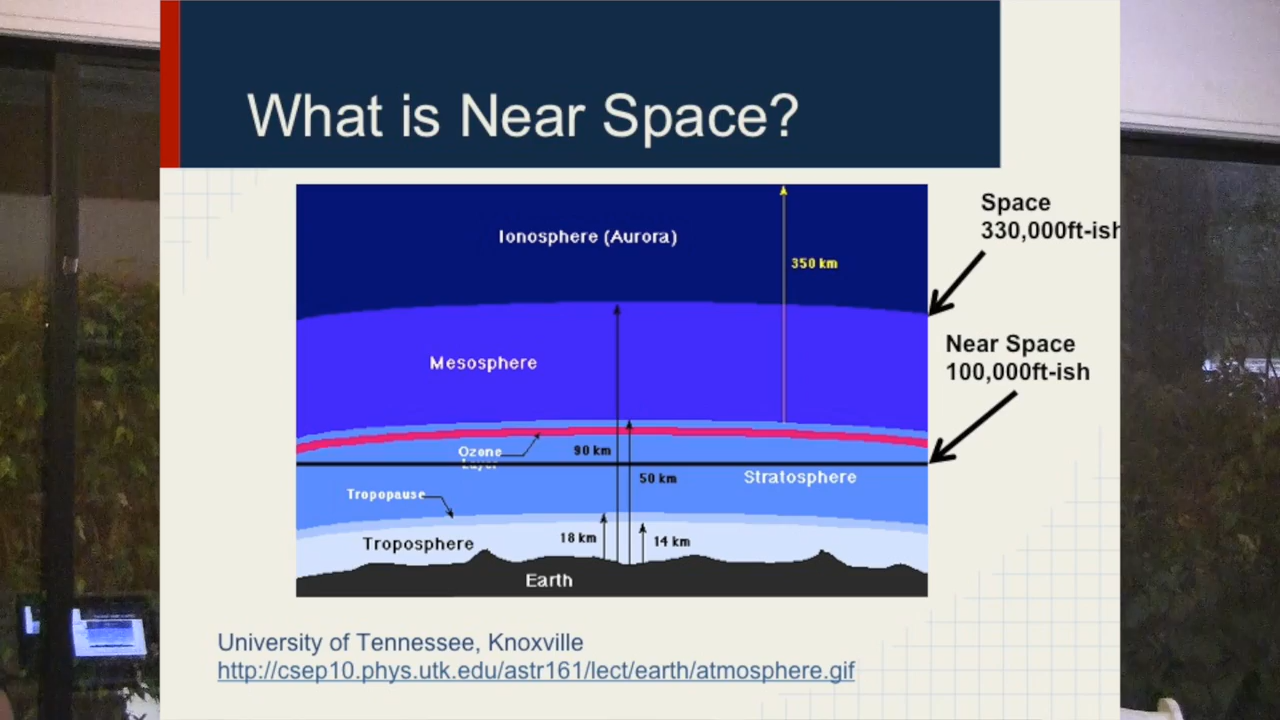 What is Near Space?
Ionosphere (Aurora)
350 km
Space
330,000ft-ish
Mesosphere
Near Space
100,000ft-ish
Ozone
Layer
90 km
50 km
Stratosphere
Tropopause
Troposphere
18 km
14 km
Earth
University of Tennessee, Knoxville
http://csep10.phys.utk.edu/astr161/lect/earth/atmosphere.gif